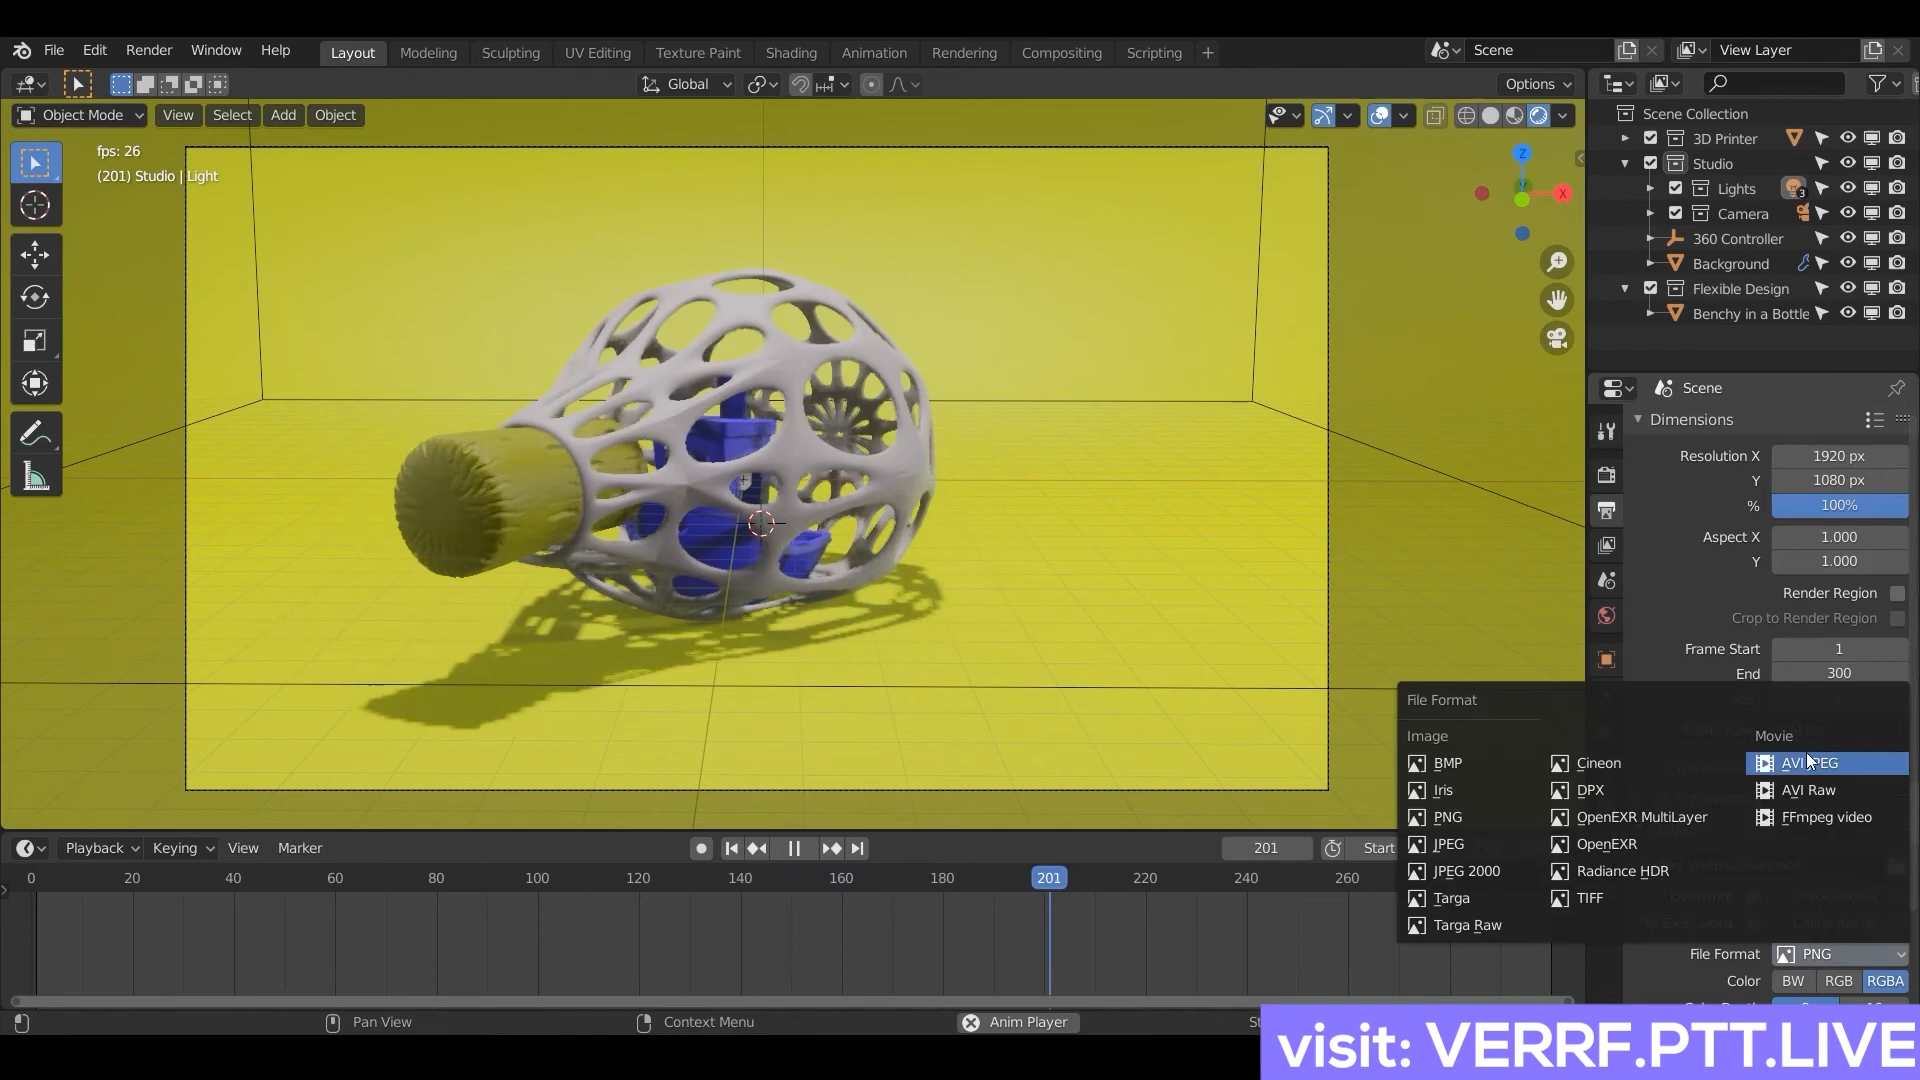 File Edit Render Window Help Layout Modeling Sculpting UV Editing Texture Paint Shading Animation Rendering Compositing Scripting + Scene View Layer
Global Options
Object Mode View Select Add Object
fps: 26
(201) Studio | Light
Z
X
Scene Collection
3D Printer
Studio
Lights 3
Camera
360 Controller
Background
Flexible Design
Benchy in a Bottle
Scene
Dimensions
Resolution X 1920 px
Y 1080 px
% 100%
Aspect X 1.000
Y 1.000
Render Region
Crop to Render Region
Frame Start 1
End 300
File Format
Image Movie
BMP Cineon AVI JPEG
Iris DPX AVI Raw
PNG OpenEXR MultiLayer FFmpeg video
JPEG OpenEXR
JPEG 2000 Radiance HDR
Targa TIFF
Targa Raw
File Format PNG
Color BW RGB RGBA
Playback Keying View Marker 201 Start
0 20 40 60 80 100 120 140 160 180 201 220 240 260
Pan View Context Menu Anim Player
visit: VERRF.PTT.LIVE